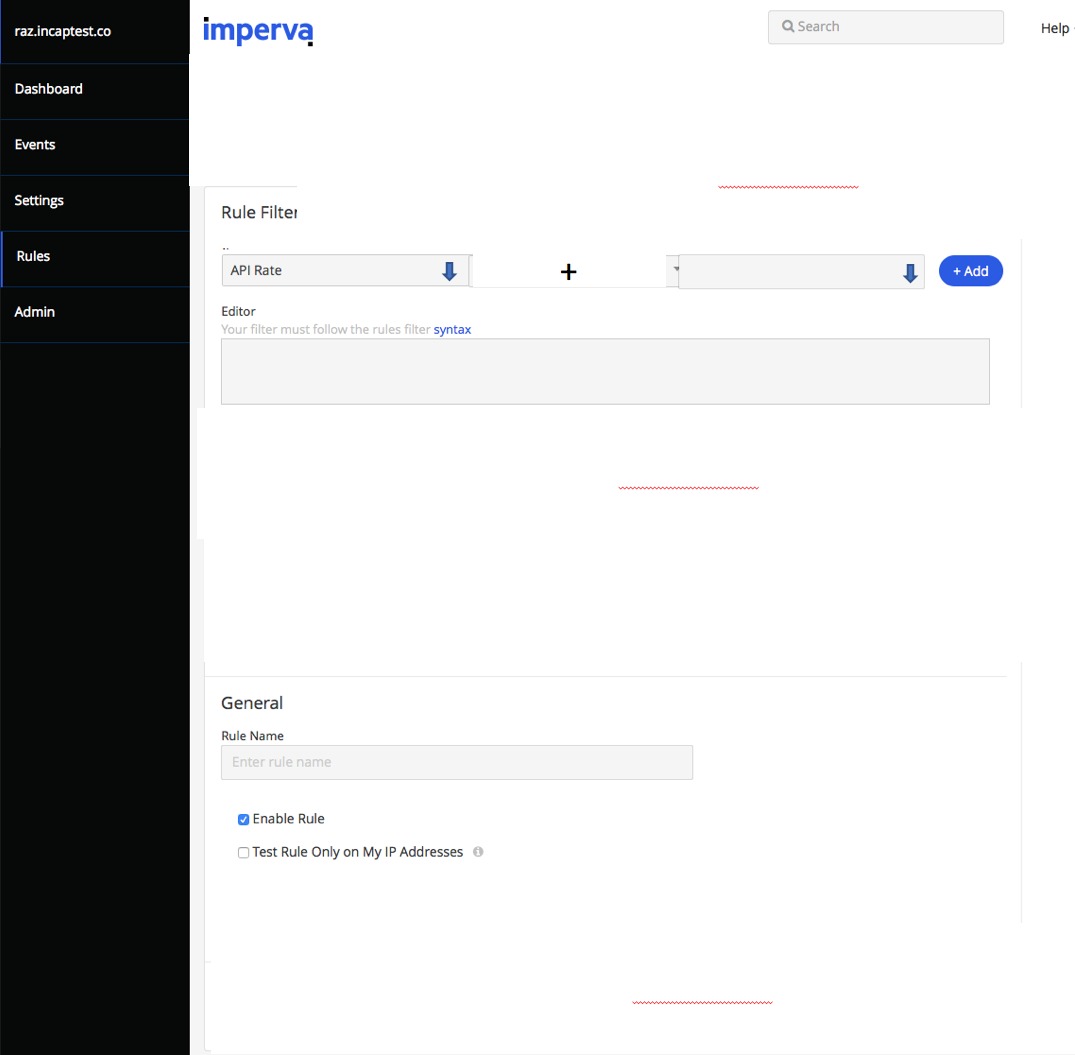 raz.incaptest.co
imperva
Search
Help
Dashboard
Events
Settings
Rules
Admin
Rule Filter
..
API Rate
+
+ Add
Editor
Your filter must follow the rules filter syntax
General
Rule Name
Enter rule name
Enable Rule
Test Rule Only on My IP Addresses